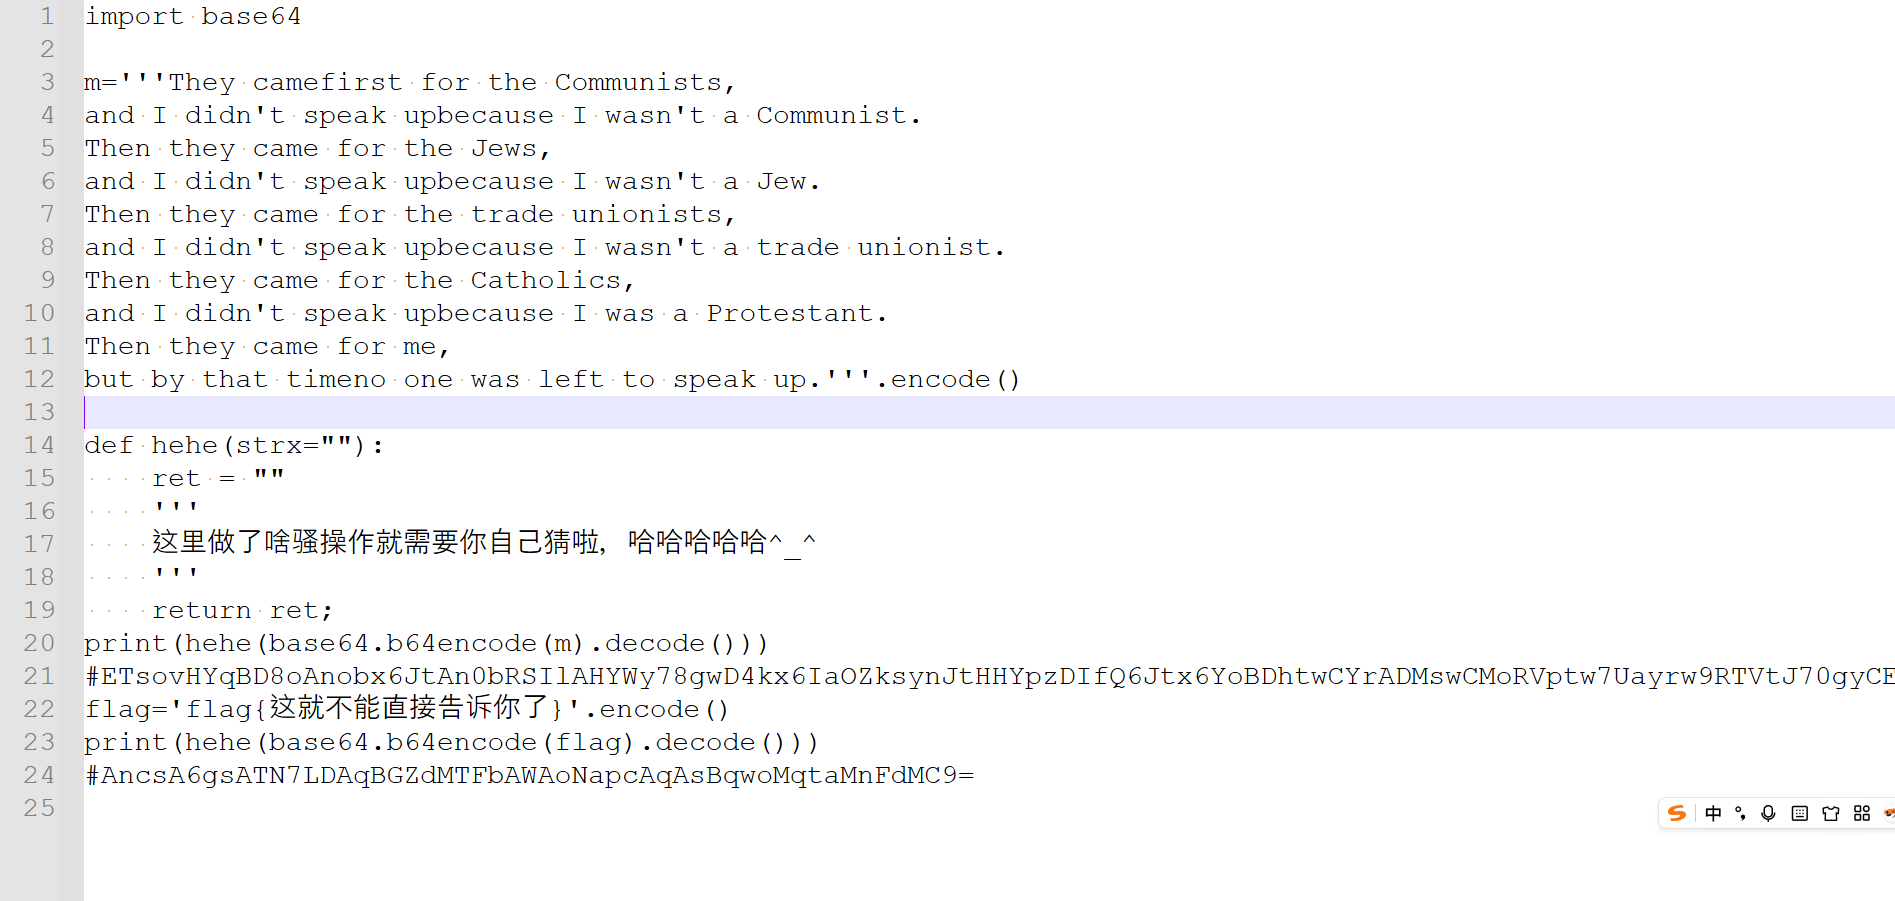 1 import base64
2
3 m='''They camefirst for the Communists,
4 and I didn't speak upbecause I wasn't a Communist.
5 Then they came for the Jews,
6 and I didn't speak upbecause I wasn't a Jew.
7 Then they came for the trade unionists,
8 and I didn't speak upbecause I wasn't a trade unionist.
9 Then they came for the Catholics,
10 and I didn't speak upbecause I was a Protestant.
11 Then they came for me,
12 but by that timeno one was left to speak up.'''.encode()
13
14 def hehe(strx=""):
15     ret = ""
16     '''
17     这里做了啥骚操作就需要你自己猜啦，哈哈哈哈哈^_^
18     '''
19     return ret;
20 print(hehe(base64.b64encode(m).decode()))
21 #ETsovHYqBD8oAnobx6JtAn0bRSIlAHYWy78gwD4kx6IaOZksynJtHHYpzDIfQ6Jtx6YoBDhtwCYrADMswCMoRVptw7Uayrw9RTVtJ70gyCE
22 flag='flag{这就不能直接告诉你了}'.encode()
23 print(hehe(base64.b64encode(flag).decode()))
24 #AncsA6gsATN7LDAqBGZdMTFbAWAoNapcAqAsBqwoMqtaMnFdMC9=
25
S 中